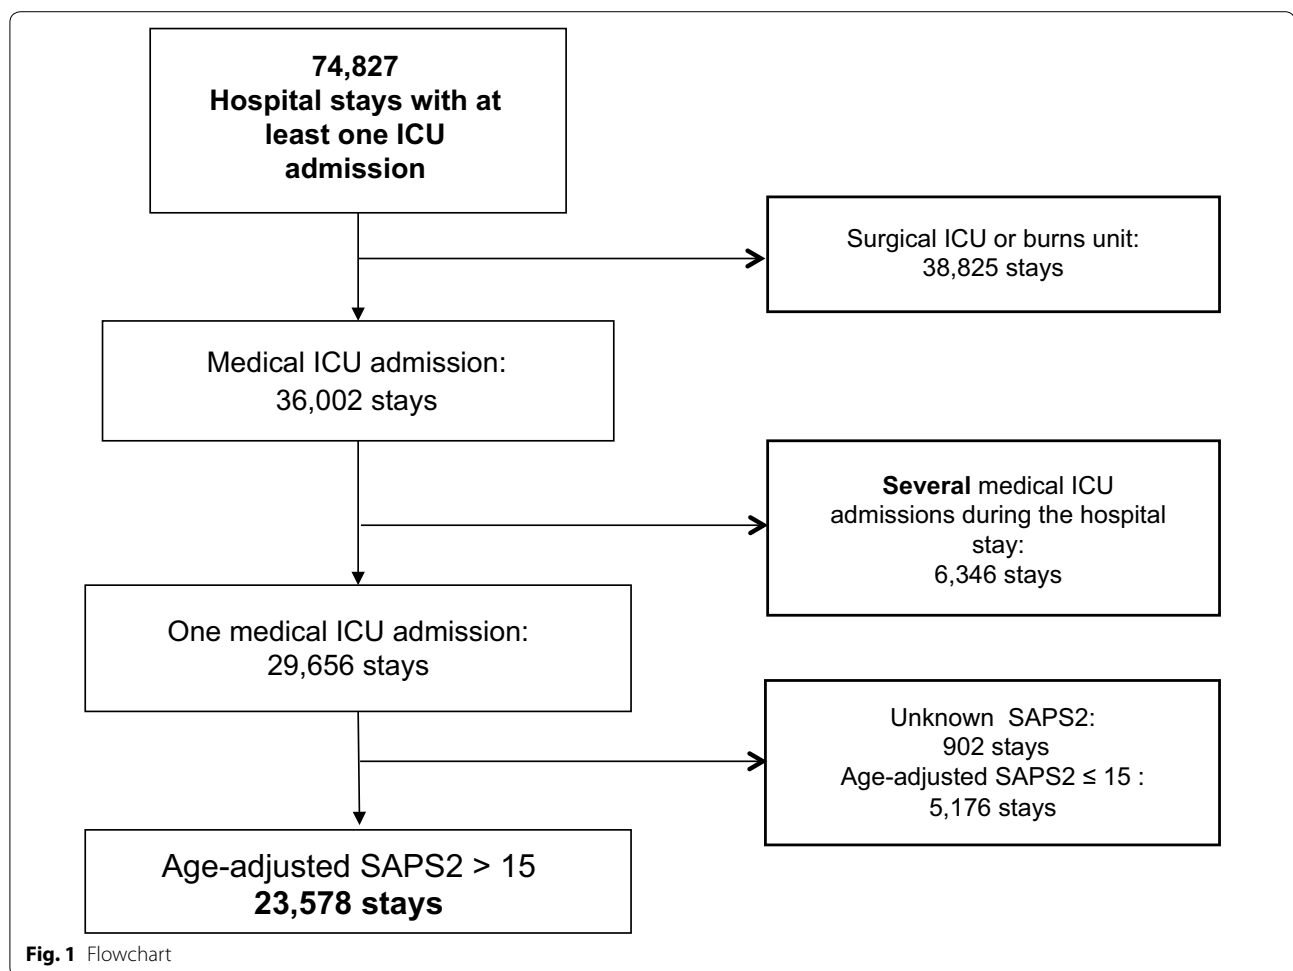 74,827
Hospital stays with at
least one ICU
admission
Surgical ICU or burns unit:
38,825 stays
Medical ICU admission:
36,002 stays
Several medical ICU
admissions during the hospital
stay:
6,346 stays
One medical ICU admission:
29,656 stays
Unknown SAPS2:
902 stays
Age-adjusted SAPS2 ≤ 15 :
5,176 stays
Age-adjusted SAPS2 > 15
23,578 stays
Fig. 1 Flowchart